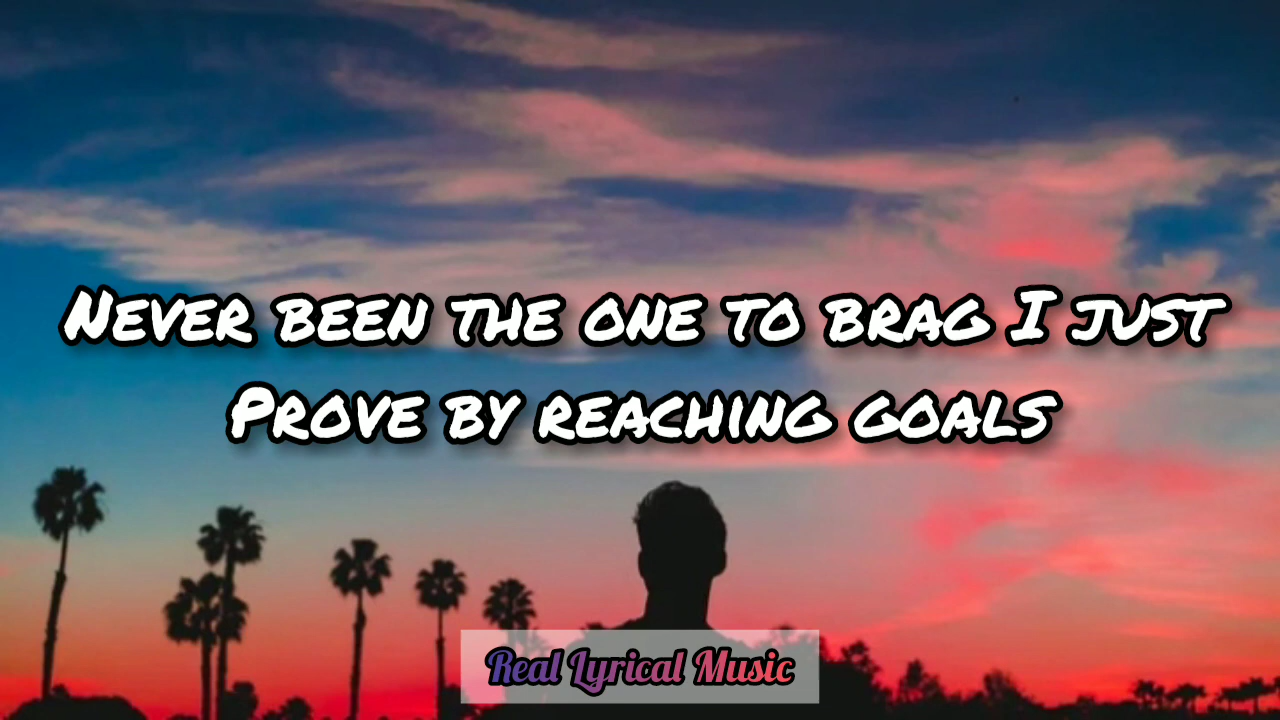 Never been the one to brag I just
Prove by reaching goals
Real Lyrical Music